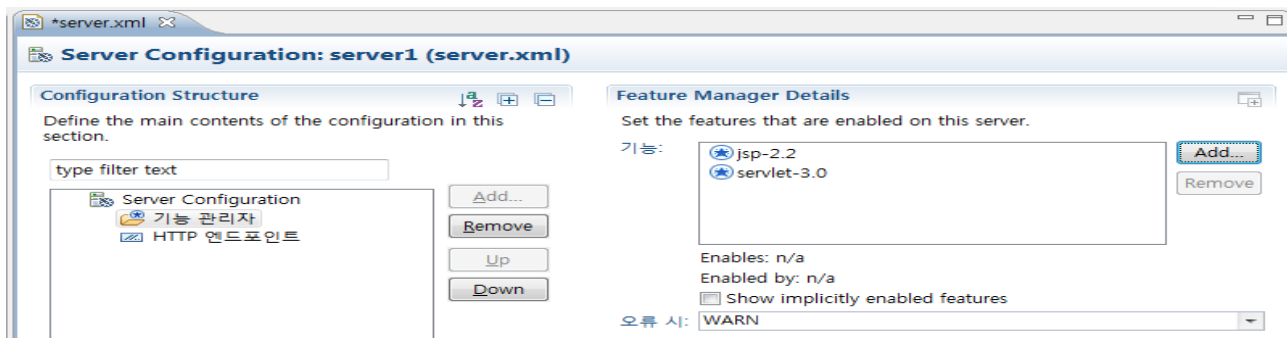 *server.xml
Server Configuration: server1 (server.xml)
Configuration Structure
Define the main contents of the configuration in this
section.
type filter text
Server Configuration
기능 관리자
HTTP 엔드포인트
Add...
Remove
Up
Down
Feature Manager Details
Set the features that are enabled on this server.
기능:
jsp-2.2
servlet-3.0
Add...
Remove
Enables: n/a
Enabled by: n/a
Show implicitly enabled features
오류 시: WARN